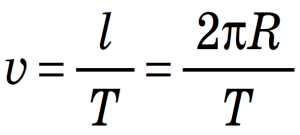 v = l/T = 2πR/T